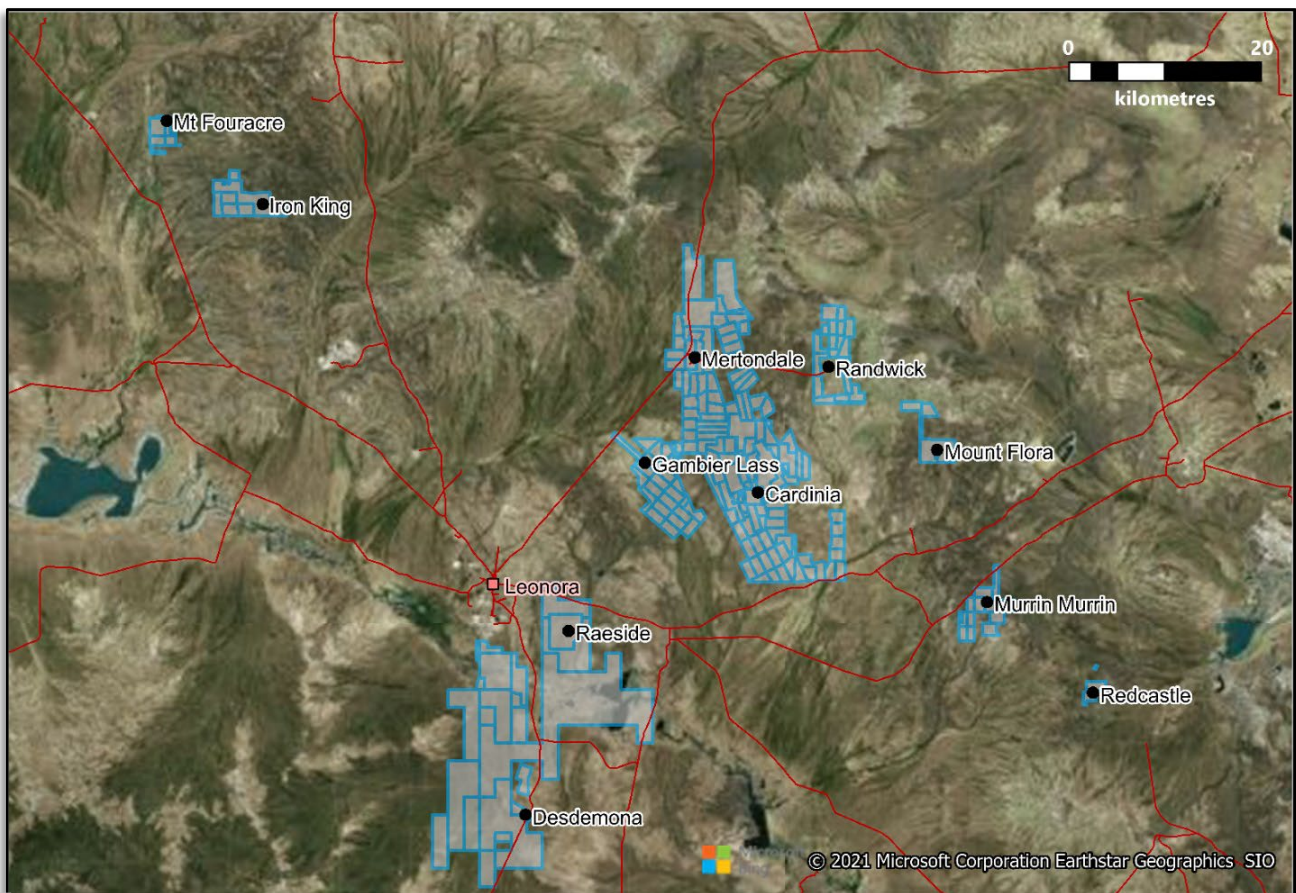 0 20
kilometres
Mt Fouracre
Iron King
Mertondale
Randwick
Mount Flora
Gambier Lass
Cardinia
Leonora
Murrin Murrin
Raeside
Redcastle
Desdemona
© 2021 Microsoft Corporation Earthstar Geographics SIO